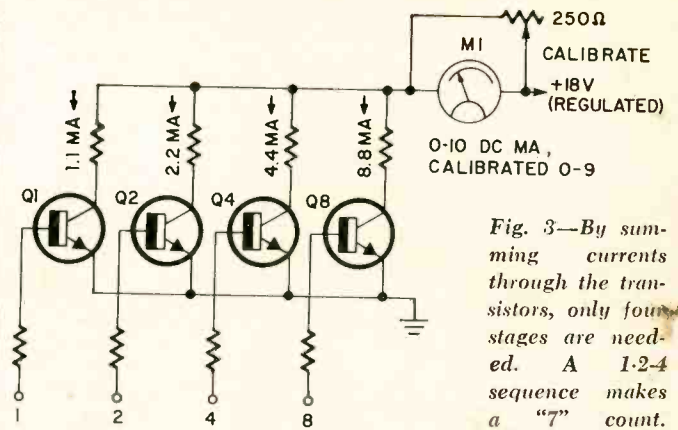 250Ω
M1
CALIBRATE
+18V
(REGULATED)
0-10 DC MA,
CALIBRATED 0-9
1.1 MA
2.2 MA
4.4 MA
8.8 MA
Q1
Q2
Q4
Q8
1
2
4
8
Fig. 3—By sum-
ming currents
through the tran-
sistors, only four
stages are need-
ed. A 1-2-4
sequence makes
a "7" count.